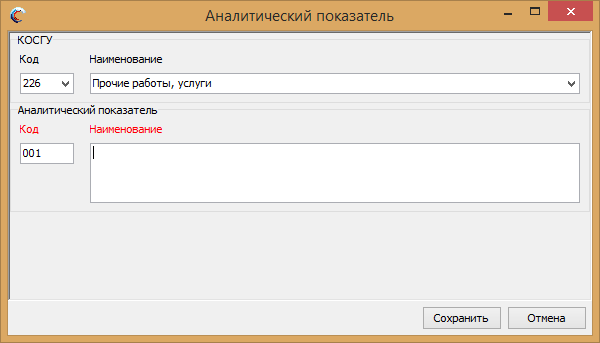 Аналитический показатель
КОСГУ
Код Наименование
226 Прочие работы, услуги
Аналитический показатель
Код Наименование
001
Сохранить Отмена